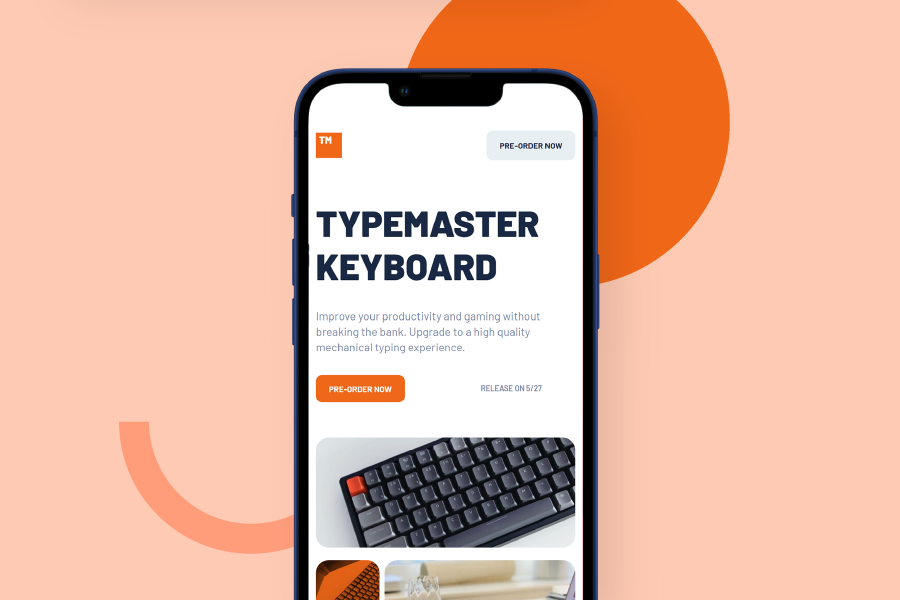 TM
PRE-ORDER NOW
TYPEMASTER
KEYBOARD
Improve your productivity and gaming without
breaking the bank. Upgrade to a high quality
mechanical typing experience.
PRE-ORDER NOW
RELEASE ON 5/27